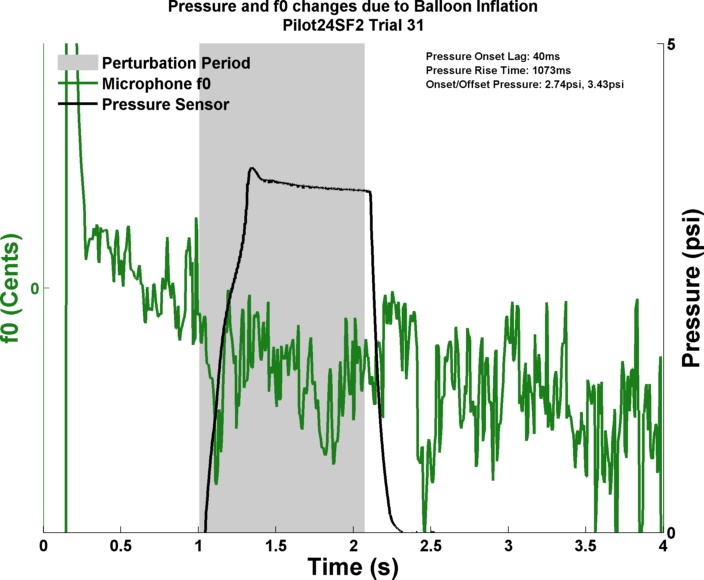 Pressure and f0 changes due to Balloon Inflation
Pilot24SF2 Trial 31
Perturbation Period
Microphone f0
Pressure Sensor
Pressure Onset Lag: 40ms
Pressure Rise Time: 1073ms
Onset/Offset Pressure: 2.74psi, 3.43psi
5
0
f0 (Cents)
Pressure (psi)
0
0 0.5 1 1.5 2 2.5 3 3.5 4
Time (s)